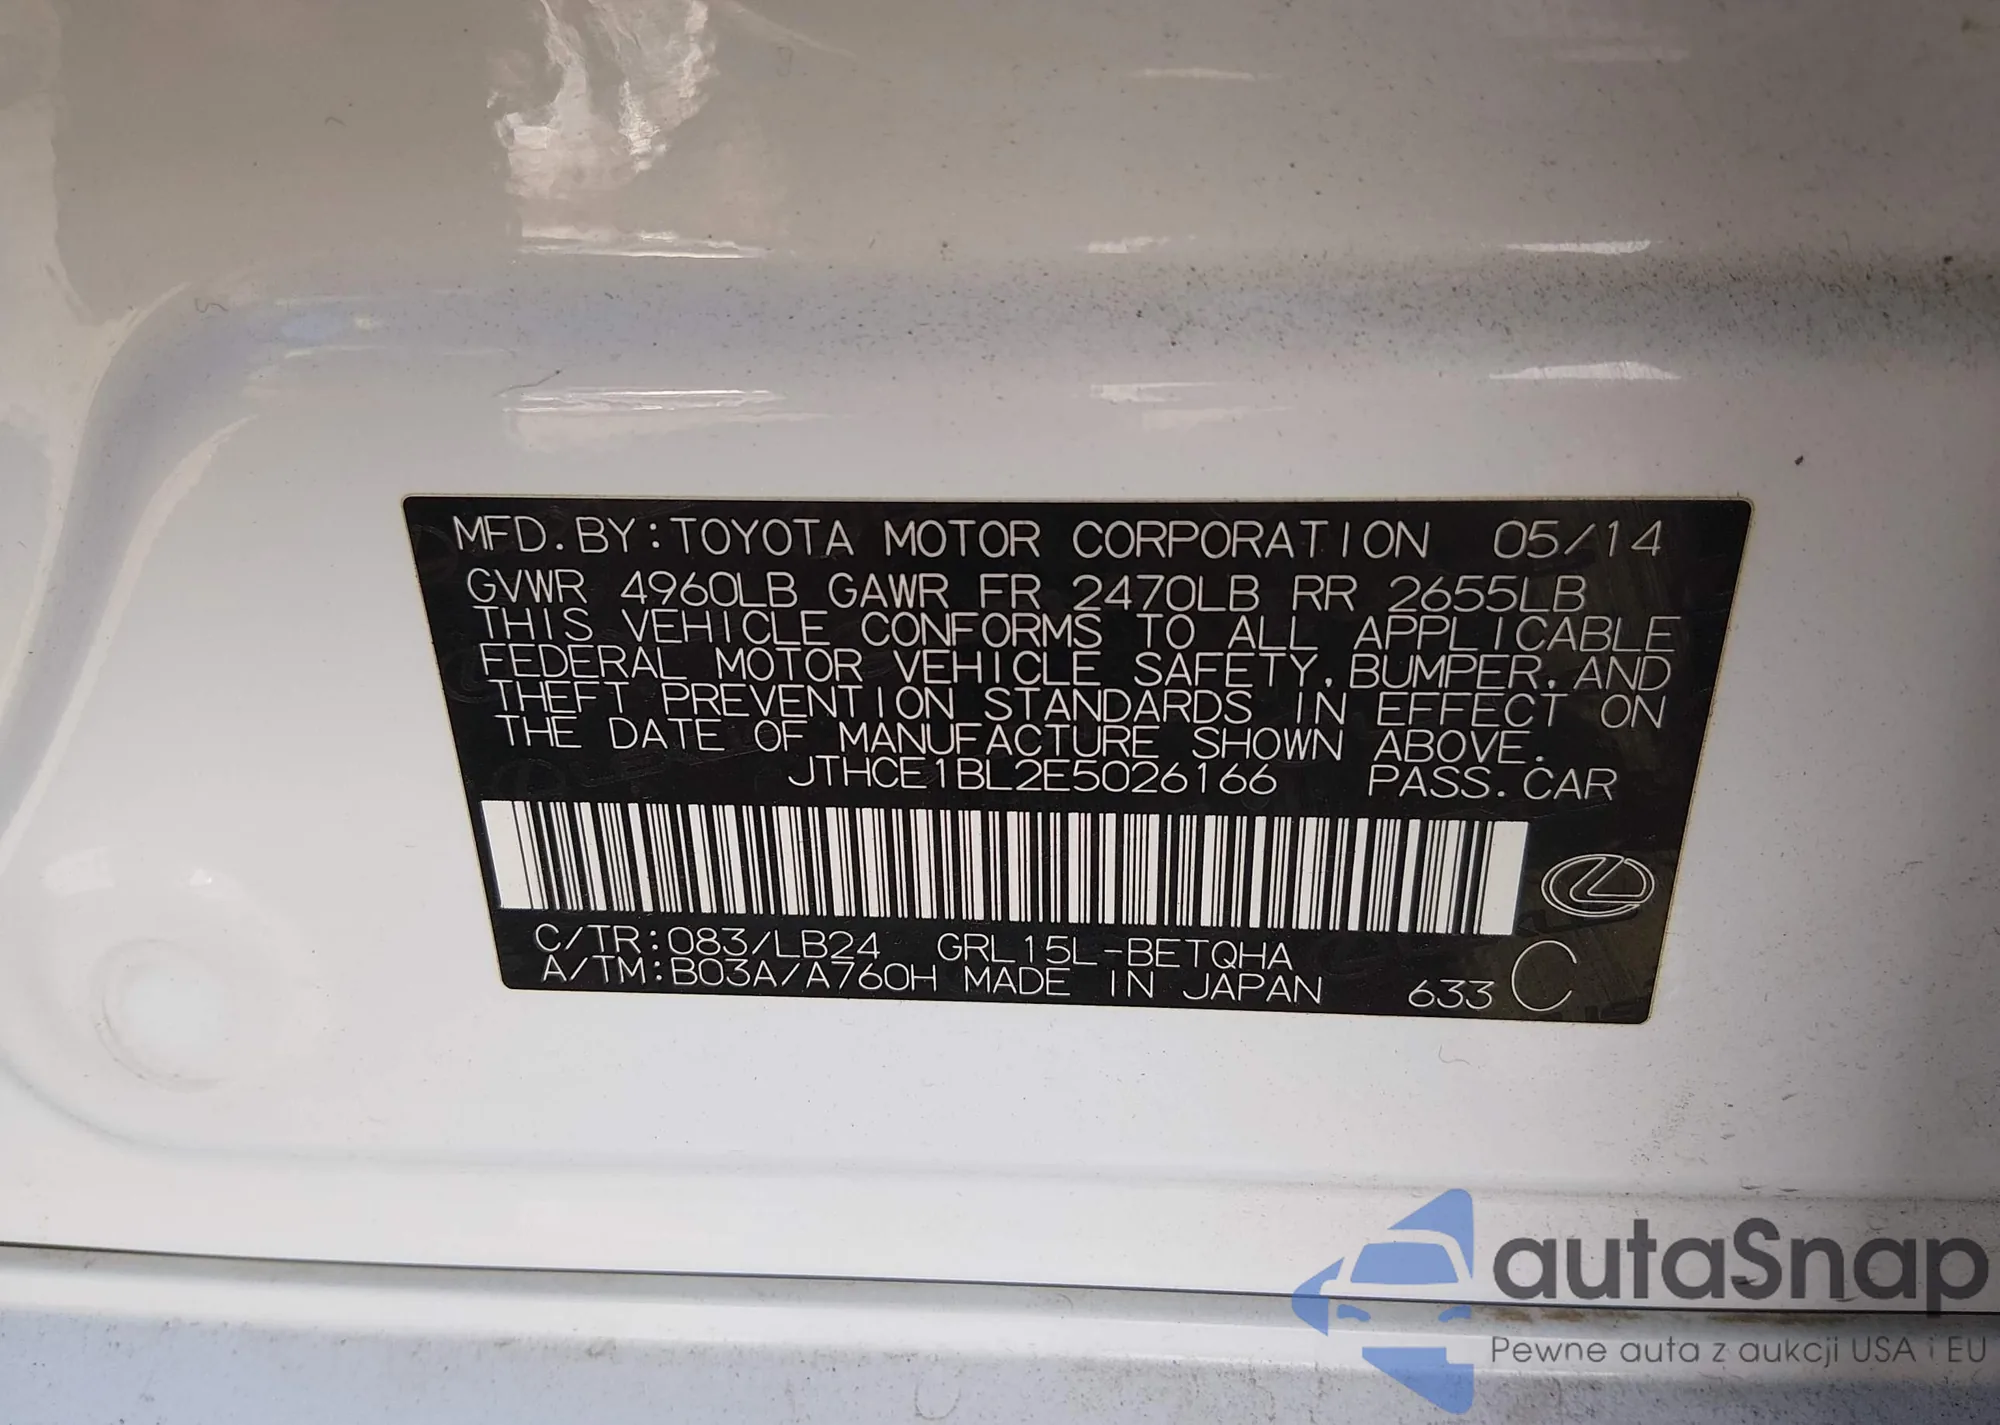 MFD. BY: TOYOTA MOTOR CORPORATION 05/14
GVWR 4960LB GAWR FR 2470LB RR 2655LB
THIS VEHICLE CONFORMS TO ALL APPLICABLE
FEDERAL MOTOR VEHICLE SAFETY, BUMPER, AND
THEFT PREVENTION STANDARDS IN EFFECT ON
THE DATE OF MANUFACTURE SHOWN ABOVE.
JTHCE1BL2E5026166 PASS. CAR
C/TR: 083/LB24 GRL15L-BETQHA
A/TM: B03A/A760H MADE IN JAPAN 633 C
autaSnap
Pewne auta z aukcji USA i EU